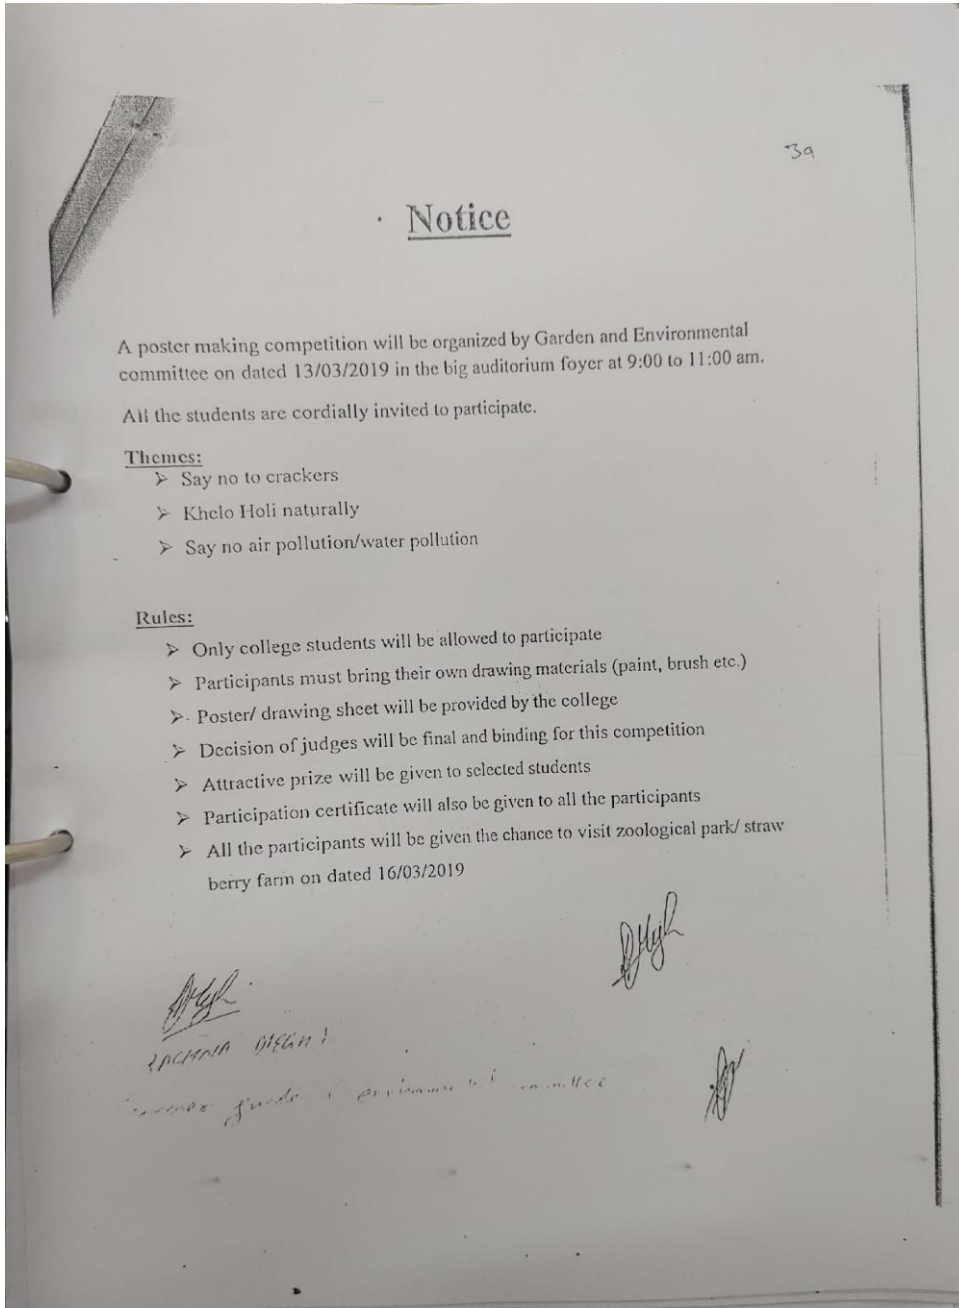 39
Notice
A poster making competition will be organized by Garden and Environmental
committee on dated 13/03/2019 in the big auditorium foyer at 9:00 to 11:00 am.
All the students are cordially invited to participate.
Themes:
➢ Say no to crackers
➢ Khelo Holi naturally
➢ Say no air pollution/water pollution
Rules:
➢ Only college students will be allowed to participate
➢ Participants must bring their own drawing materials (paint, brush etc.)
➢ Poster/ drawing sheet will be provided by the college
➢ Decision of judges will be final and binding for this competition
➢ Attractive prize will be given to selected students
➢ Participation certificate will also be given to all the participants
➢ All the participants will be given the chance to visit zoological park/ straw
berry farm on dated 16/03/2019
RACHNA
committee